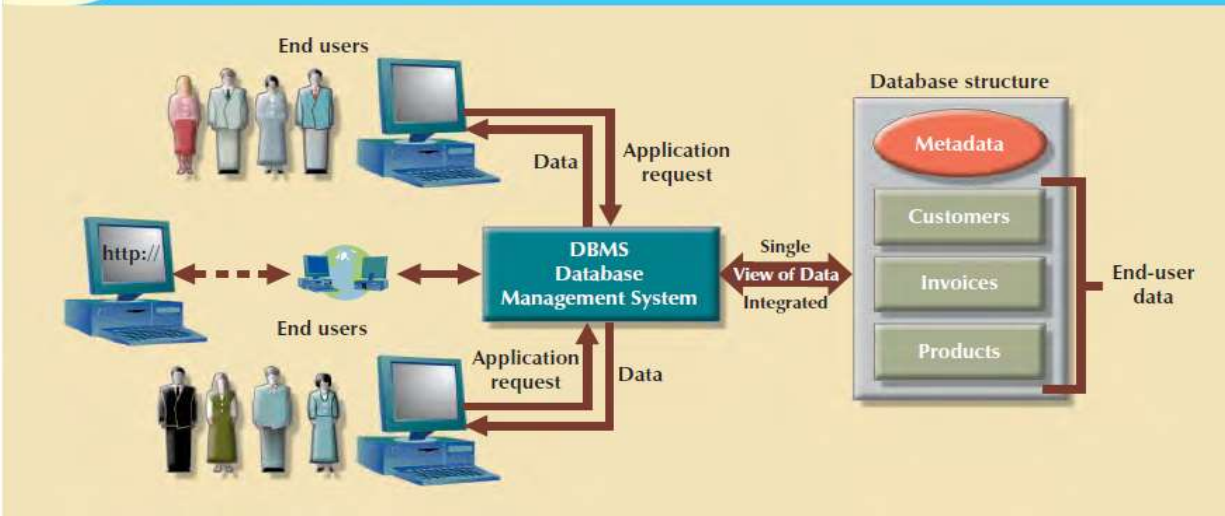 End users
Data
Application
request
http://
DBMS
Database
Management System
Single
View of Data
Integrated
Database structure
Metadata
Customers
Invoices
Products
End-user
data
End users
Application
request
Data